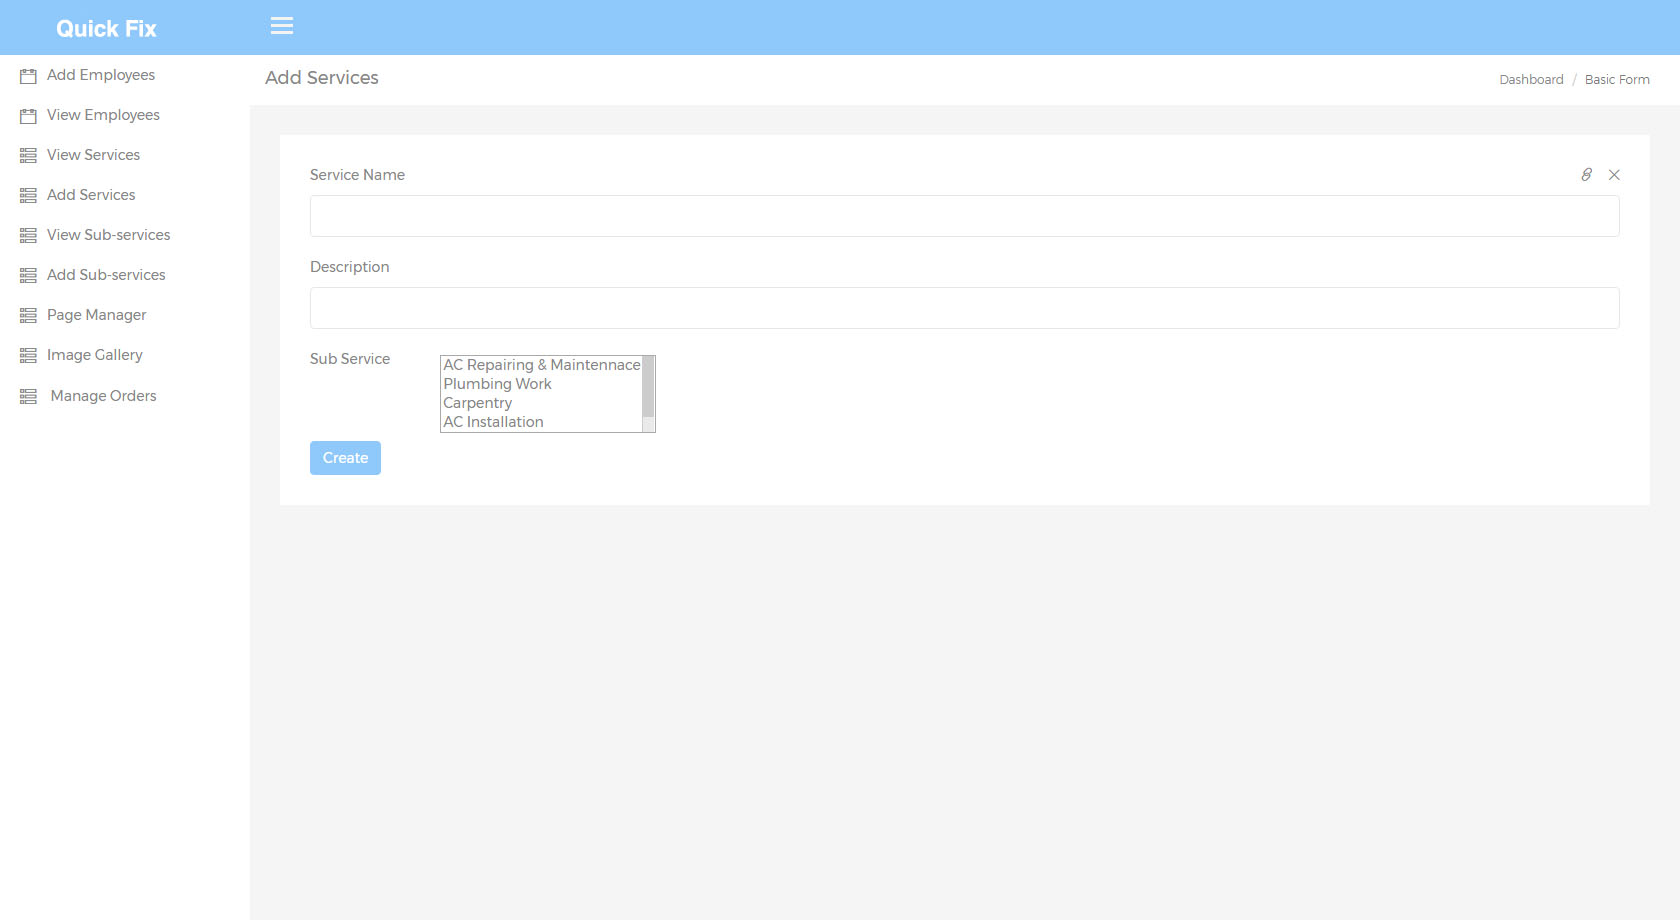 Quick Fix
Add Employees
View Employees
View Services
Add Services
View Sub-services
Add Sub-services
Page Manager
Image Gallery
Manage Orders
Add Services
Dashboard / Basic Form
Service Name
Description
Sub Service
AC Repairing & Maintennace
Plumbing Work
Carpentry
AC Installation
Create